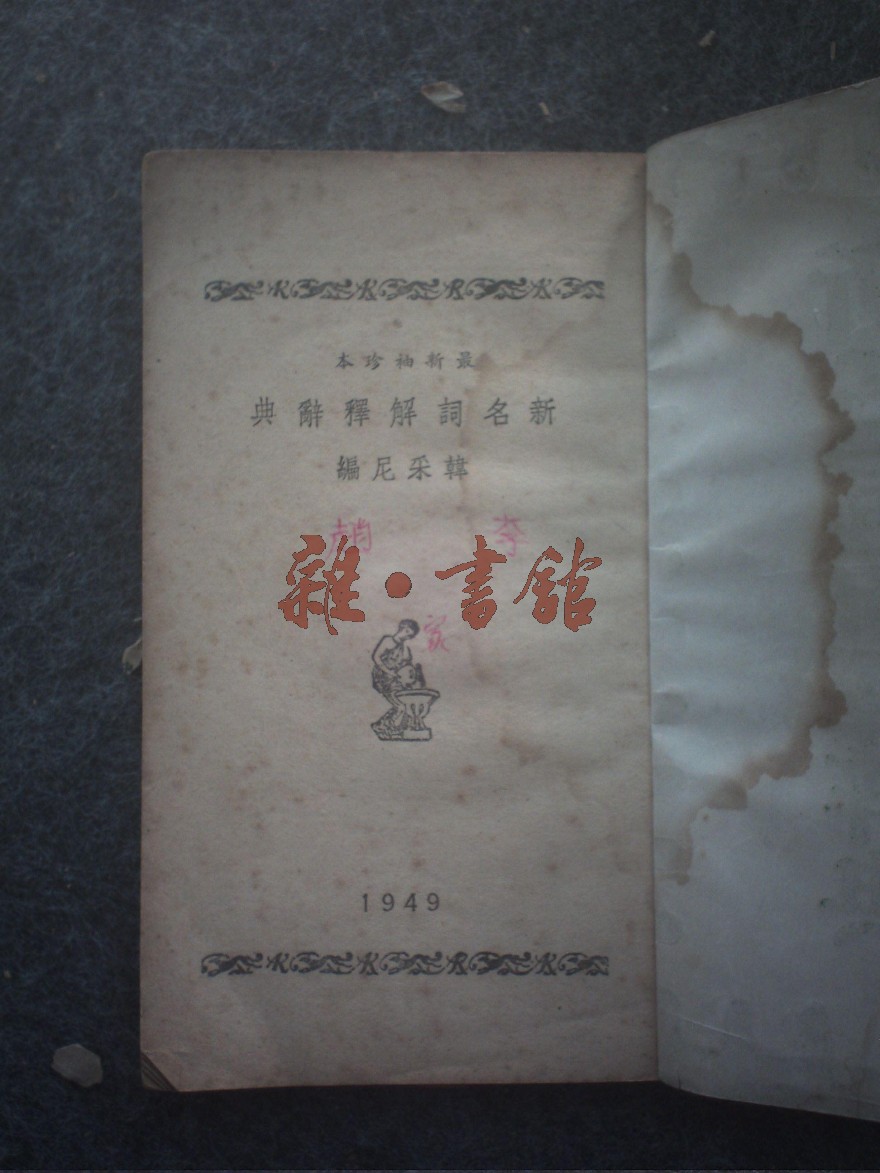 最新袖珍本
新名詞解釋辭典
韓采尼編
李 趙
雜·書舘
1949